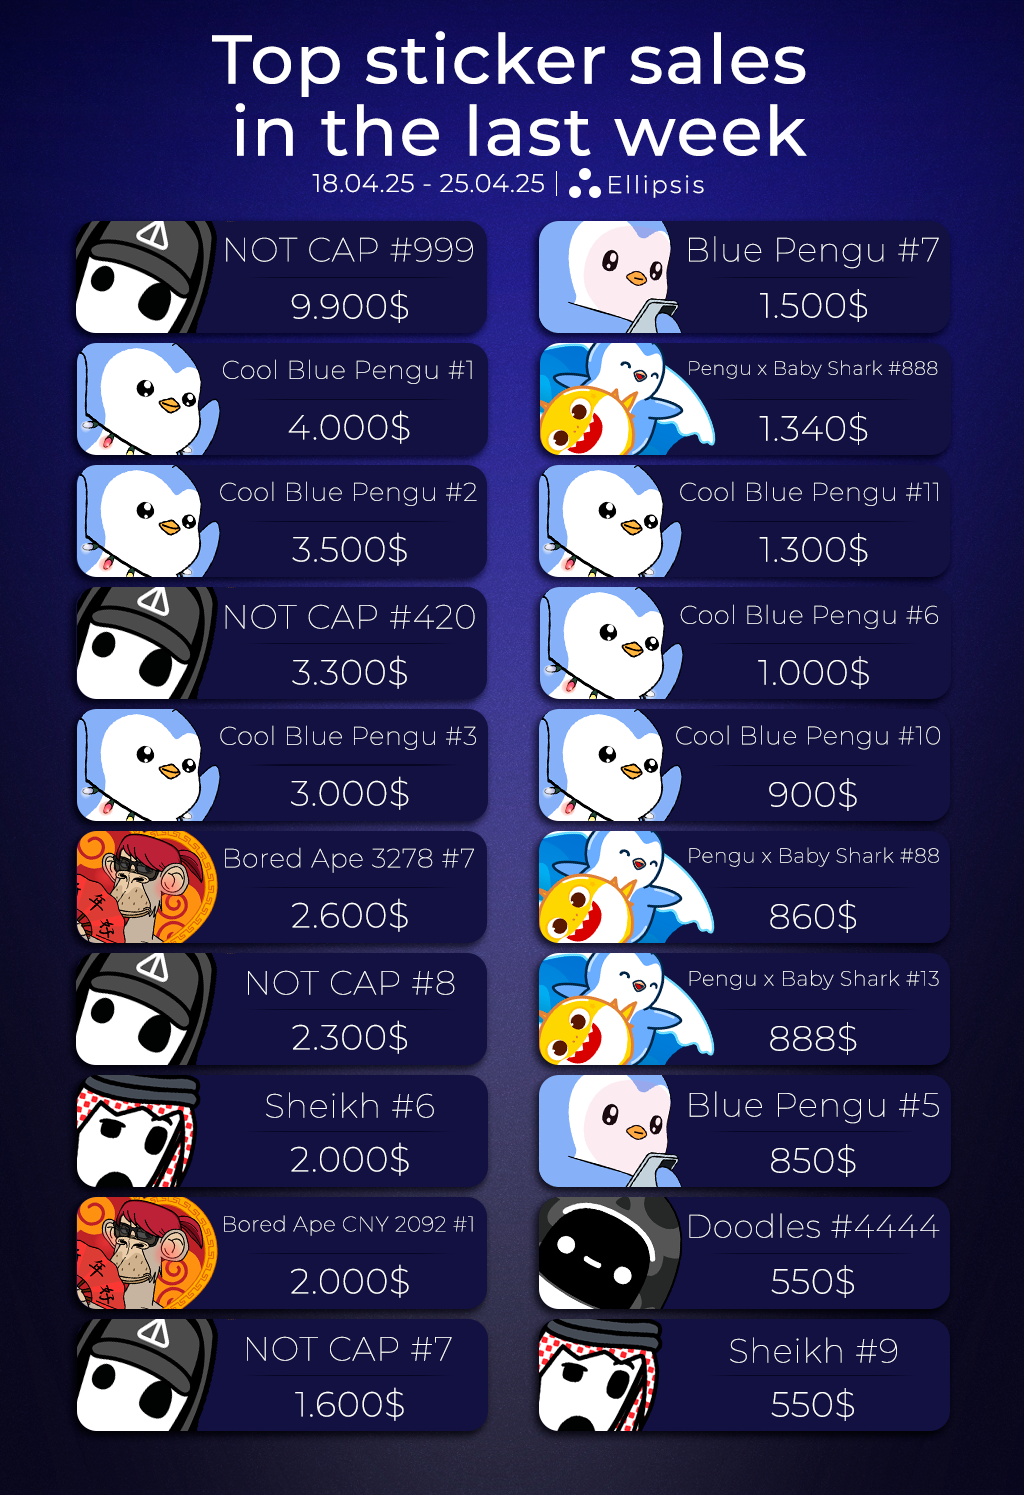 Top sticker sales
in the last week
18.04.25 - 25.04.25 | Ellipsis
NOT CAP #999
9.900$
Cool Blue Pengu #1
4.000$
Cool Blue Pengu #2
3.500$
NOT CAP #420
3.300$
Cool Blue Pengu #3
3.000$
Bored Ape 3278 #7
2.600$
NOT CAP #8
2.300$
Sheikh #6
2.000$
Bored Ape CNY 2092 #1
2.000$
NOT CAP #7
1.600$
Blue Pengu #7
1.500$
Pengu x Baby Shark #888
1.340$
Cool Blue Pengu #11
1.300$
Cool Blue Pengu #6
1.000$
Cool Blue Pengu #10
900$
Pengu x Baby Shark #88
860$
Pengu x Baby Shark #13
888$
Blue Pengu #5
850$
Doodles #4444
550$
Sheikh #9
550$